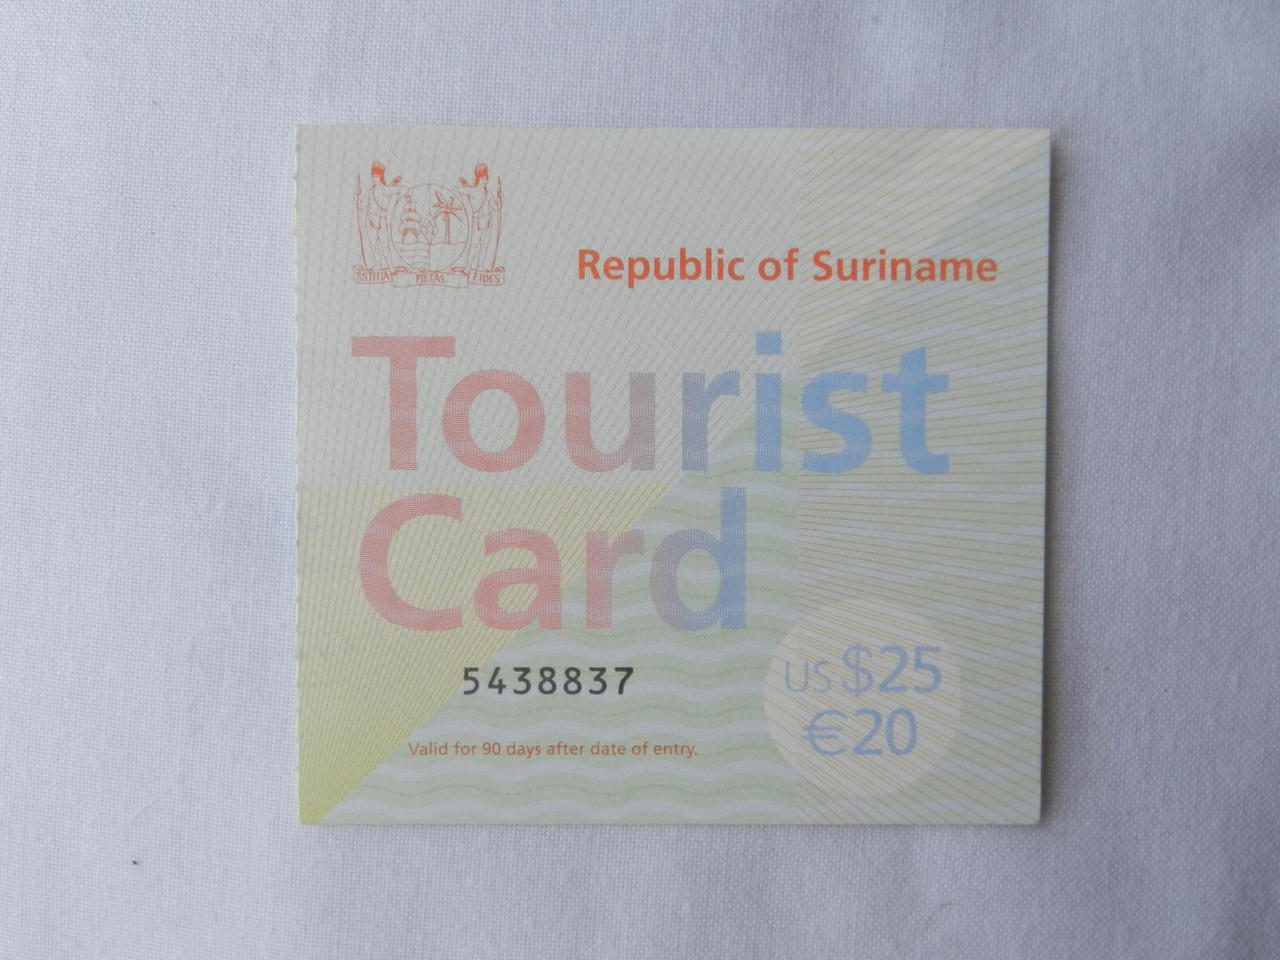 JUSTITIA PIETAS FIDES
Republic of Suriname
Tourist
Card
5438837
US $25
€20
Valid for 90 days after date of entry.